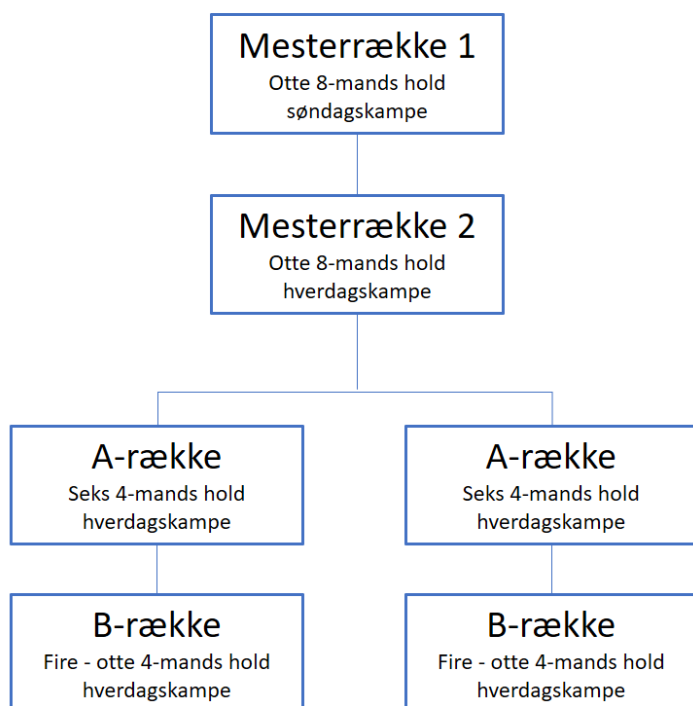 Mesterrække 1
Otte 8-mands hold
søndagskampe
Mesterrække 2
Otte 8-mands hold
hverdagskampe
A-række
Seks 4-mands hold
hverdagskampe
A-række
Seks 4-mands hold
hverdagskampe
B-række
Fire - otte 4-mands hold
hverdagskampe
B-række
Fire - otte 4-mands hold
hverdagskampe